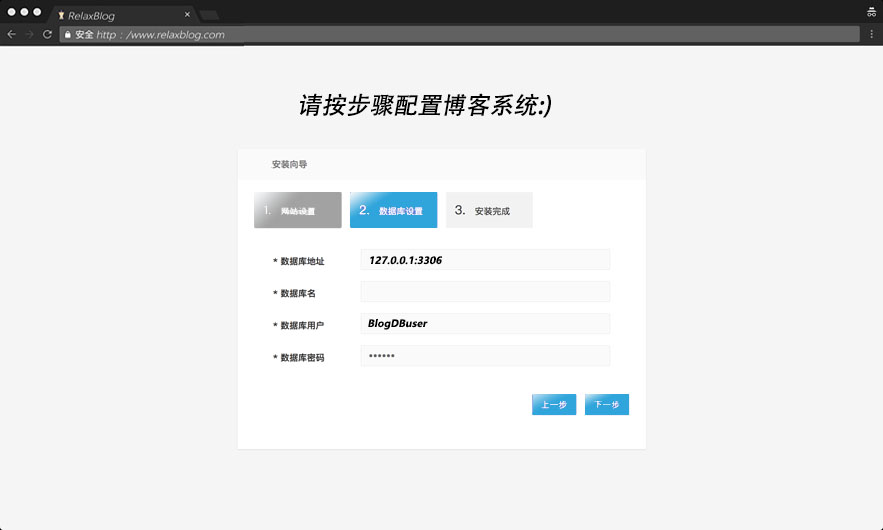 RelaxBlog
安全 http : /www.relaxblog.com
请按步骤配置博客系统:)
安装向导
1. 网站设置
2. 数据库设置
3. 安装完成
* 数据库地址 127.0.0.1:3306
* 数据库名
* 数据库用户 BlogDBuser
* 数据库密码 ••••••
上一步 下一步